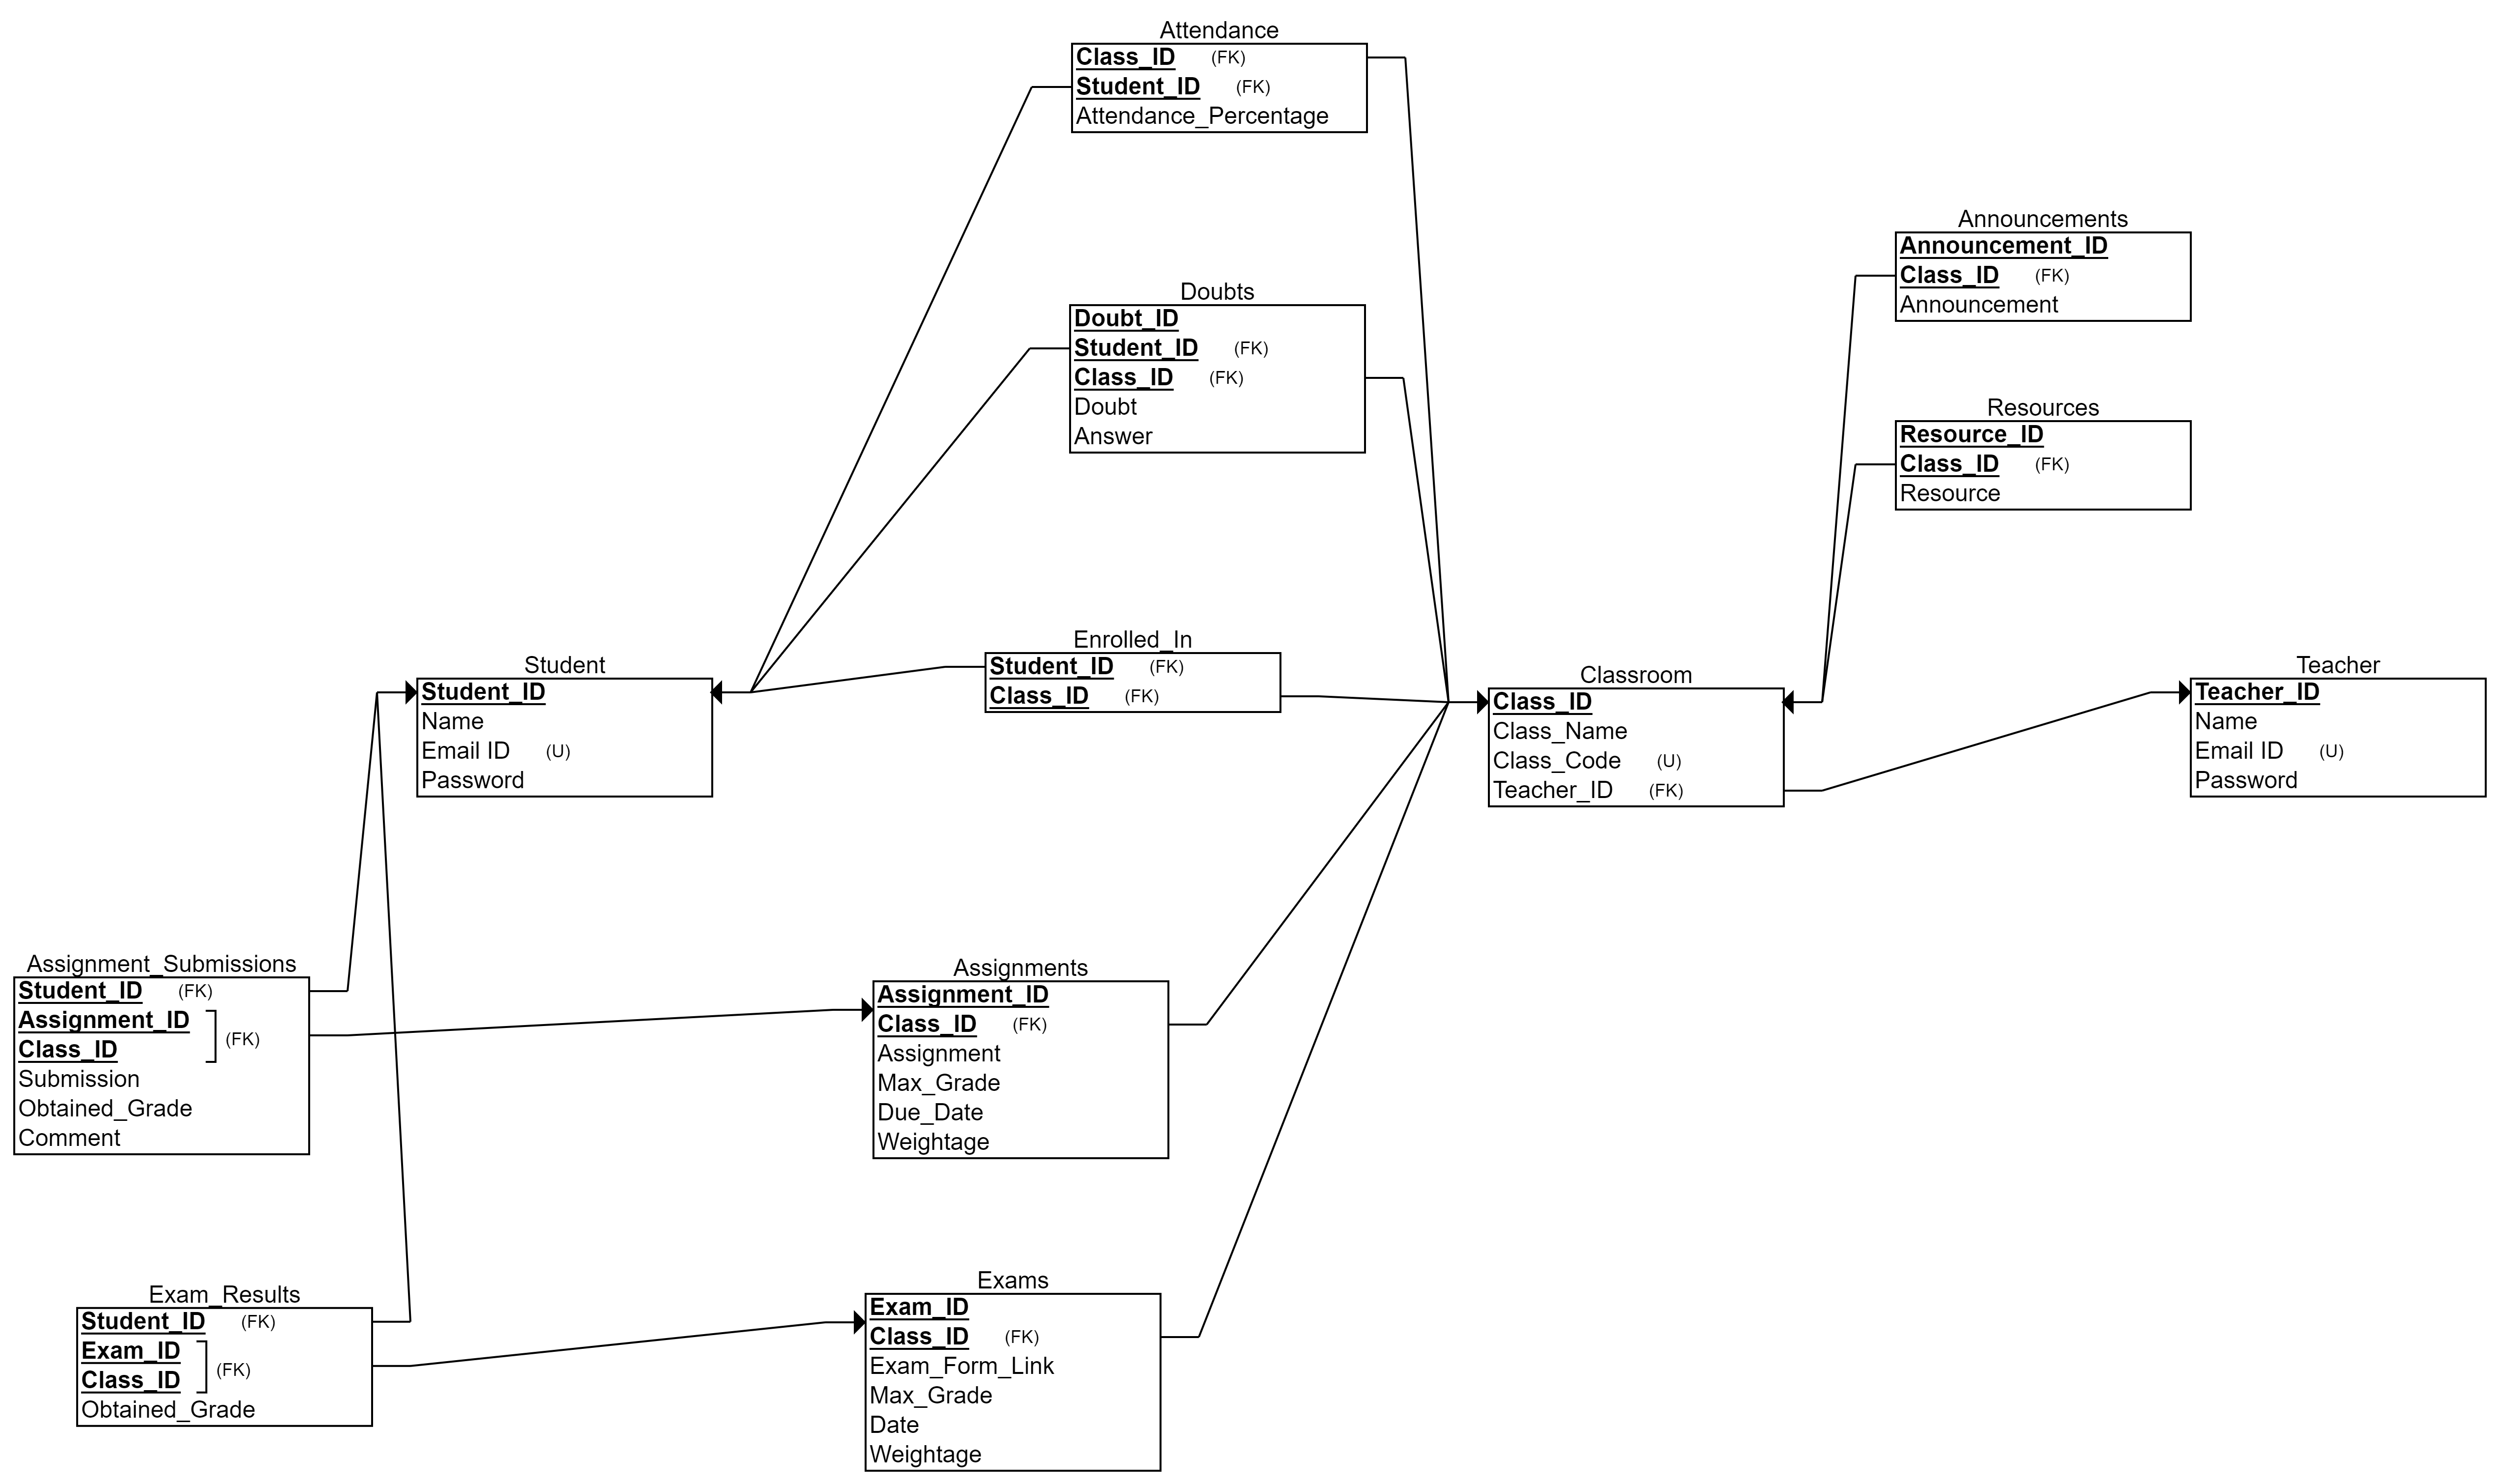 Attendance
Class_ID (FK)
Student_ID (FK)
Attendance_Percentage
Announcements
Announcement_ID
Class_ID (FK)
Announcement
Doubts
Doubt_ID
Student_ID (FK)
Class_ID (FK)
Doubt
Answer
Resources
Resource_ID
Class_ID (FK)
Resource
Student
Student_ID
Name
Email ID (U)
Password
Enrolled_In
Student_ID (FK)
Class_ID (FK)
Classroom
Class_ID
Class_Name
Class_Code (U)
Teacher_ID (FK)
Teacher
Teacher_ID
Name
Email ID (U)
Password
Assignment_Submissions
Student_ID (FK)
Assignment_ID
(FK)
Class_ID
Submission
Obtained_Grade
Comment
Assignments
Assignment_ID
Class_ID (FK)
Assignment
Max_Grade
Due_Date
Weightage
Exam_Results
Student_ID (FK)
Exam_ID
(FK)
Class_ID
Obtained_Grade
Exams
Exam_ID
Class_ID (FK)
Exam_Form_Link
Max_Grade
Date
Weightage